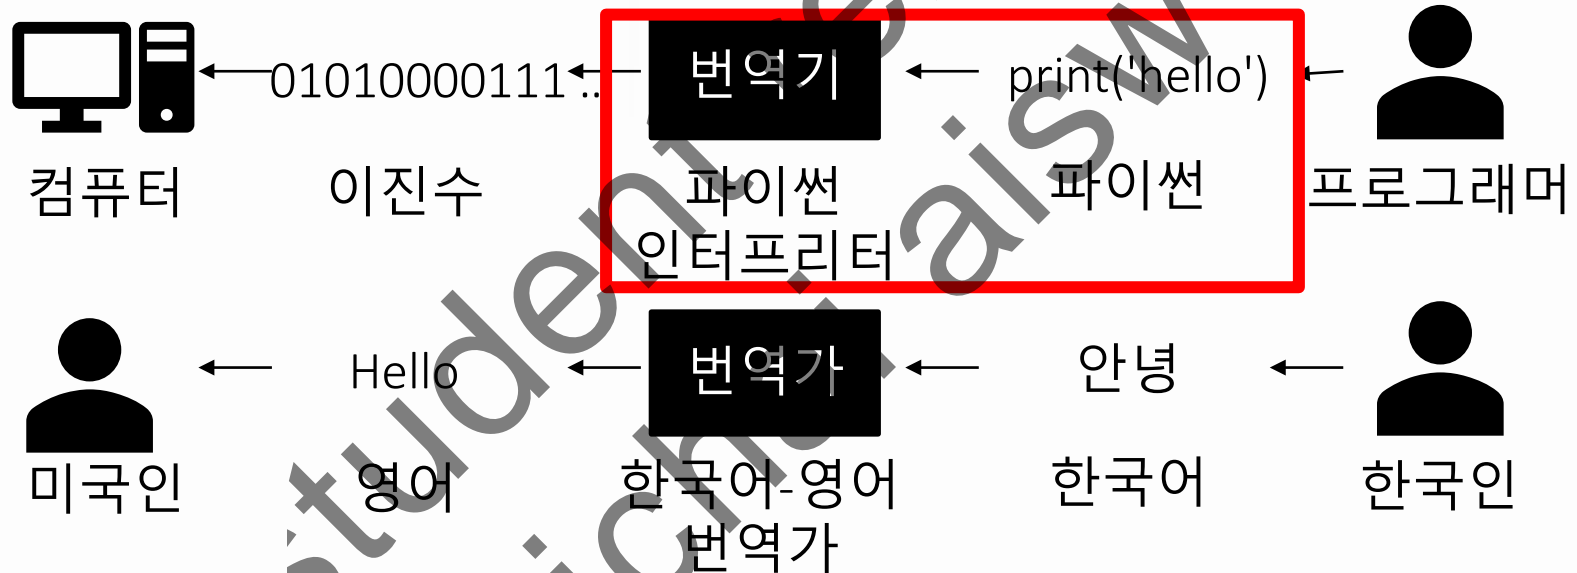 01010000111 ..
번역기
print('hello')
컴퓨터
이진수
파이썬
인터프리터
파이썬
프로그래머
Hello
번역가
안녕
미국인
영어
한국어-영어
번역가
한국어
한국인
student